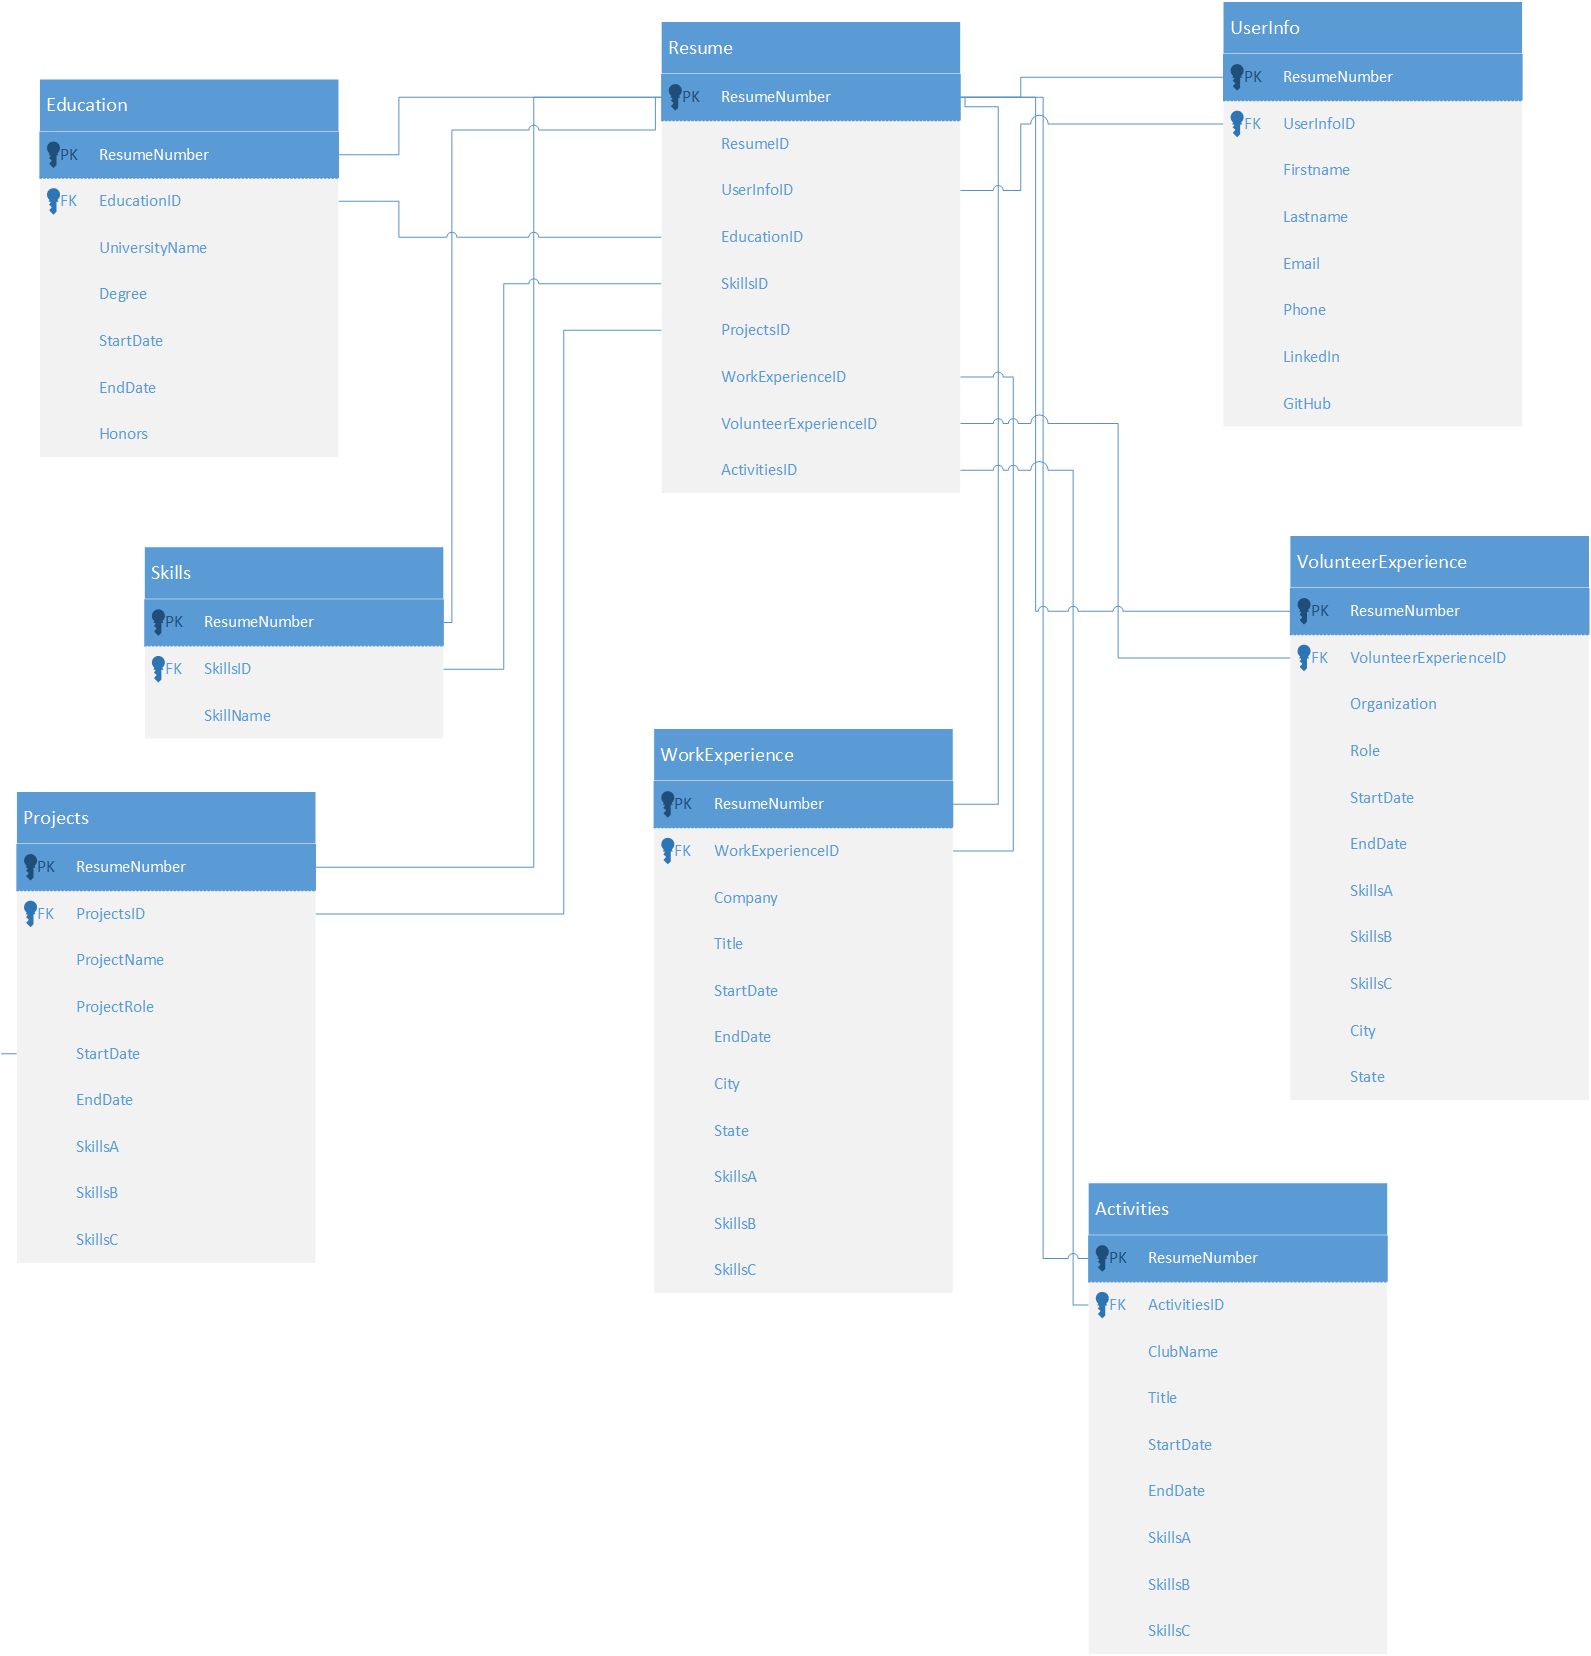 UserInfo
PK ResumeNumber
FK UserInfoID
Firstname
Lastname
Email
Phone
LinkedIn
GitHub
Resume
PK ResumeNumber
ResumeID
UserInfoID
EducationID
SkillsID
ProjectsID
WorkExperienceID
VolunteerExperienceID
ActivitiesID
Education
PK ResumeNumber
FK EducationID
UniversityName
Degree
StartDate
EndDate
Honors
Skills
PK ResumeNumber
FK SkillsID
SkillName
VolunteerExperience
PK ResumeNumber
FK VolunteerExperienceID
Organization
Role
StartDate
EndDate
SkillsA
SkillsB
SkillsC
City
State
WorkExperience
PK ResumeNumber
FK WorkExperienceID
Company
Title
StartDate
EndDate
City
State
SkillsA
SkillsB
SkillsC
Projects
PK ResumeNumber
FK ProjectsID
ProjectName
ProjectRole
StartDate
EndDate
SkillsA
SkillsB
SkillsC
Activities
PK ResumeNumber
FK ActivitiesID
ClubName
Title
StartDate
EndDate
SkillsA
SkillsB
SkillsC